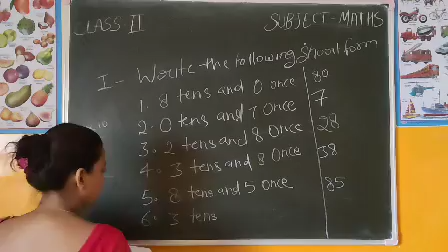 CLASS II
SUBJECT-MATHS
I - Write the following Short form
1. 8 tens and 0 once 80
10
2. 0 tens and 7 Once 7
3. 2 tens and 8 Once 28
4. 3 tens and 8 Once 38
5. 8 tens and 5 once 85
6. 3 tens